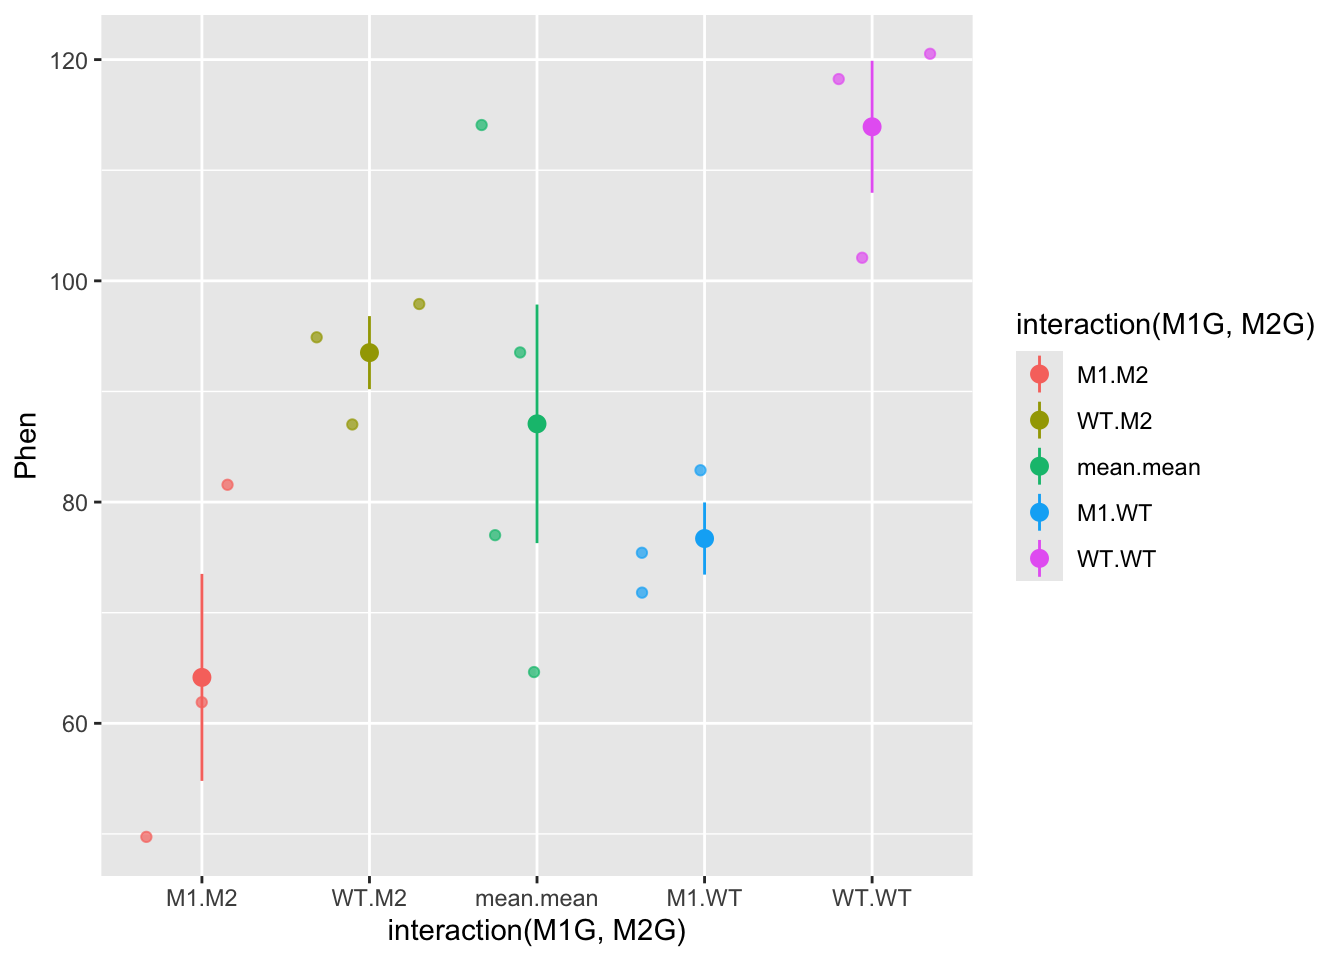 120
100
80
60
Phen
M1.M2
WT.M2
mean.mean
M1.WT
WT.WT
interaction(M1G, M2G)
interaction(M1G, M2G)
M1.M2
WT.M2
mean.mean
M1.WT
WT.WT